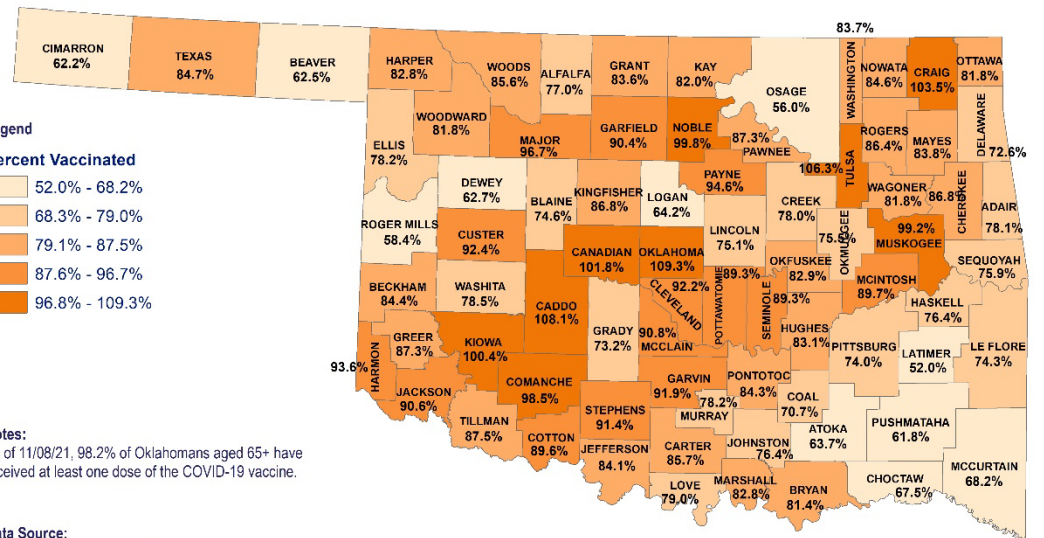 83.7%
CIMARRON
62.2%
TEXAS
84.7%
BEAVER
62.5%
HARPER
82.8%
WOODS
85.6%
ALFALFA
77.0%
GRANT
83.6%
KAY
82.0%
OSAGE
56.0%
WASHINGTON
NOWATA
84.6%
CRAIG
103.5%
OTTAWA
81.8%
egend
ercent Vaccinated
52.0% - 68.2%
68.3% - 79.0%
79.1% - 87.5%
87.6% - 96.7%
96.8% - 109.3%
ELLIS
78.2%
WOODWARD
81.8%
MAJOR
96.7%
GARFIELD
90.4%
NOBLE
99.8%
87.3%
PAWNEE
106.3%
TULSA
ROGERS
86.4%
MAYES
83.8%
DELAWARE
72.6%
ROGER MILLS
58.4%
DEWEY
62.7%
BLAINE
74.6%
KINGFISHER
86.8%
LOGAN
64.2%
PAYNE
94.6%
LINCOLN
75.1%
CREEK
78.0%
75.5%
OKMULGEE
WAGONER
81.8%
86.8%
CHEROKEE
ADAIR
78.1%
CUSTER
92.4%
CANADIAN
101.8%
OKLAHOMA
109.3%
OKFUSKEE
82.9%
99.2%
MUSKOGEE
SEQUOYAH
75.9%
BECKHAM
84.4%
WASHITA
78.5%
CADDO
108.1%
GRADY
73.2%
92.2%
CLEVELAND
89.3%
POTTAWATOMIE
SEMINOLE
89.3%
HUGHES
83.1%
MCINTOSH
89.7%
HASKELL
76.4%
90.8%
MCCLAIN
93.6%
HARMON
GREER
87.3%
KIOWA
100.4%
PITTSBURG
74.0%
LATIMER
52.0%
LE FLORE
74.3%
JACKSON
90.6%
COMANCHE
98.5%
GARVIN
91.9%
PONTOTOC
84.3%
78.2%
MURRAY
COAL
70.7%
TILLMAN
87.5%
COTTON
89.6%
STEPHENS
91.4%
JEFFERSON
84.1%
CARTER
85.7%
JOHNSTON
76.4%
ATOKA
63.7%
PUSHMATAHA
61.8%
MCCURTAIN
68.2%
LOVE
79.0%
MARSHALL
82.8%
BRYAN
81.4%
CHOCTAW
67.5%
otes:
of 11/08/21, 98.2% of Oklahomans aged 65+ have
ceived at least one dose of the COVID-19 vaccine.
ata Source: